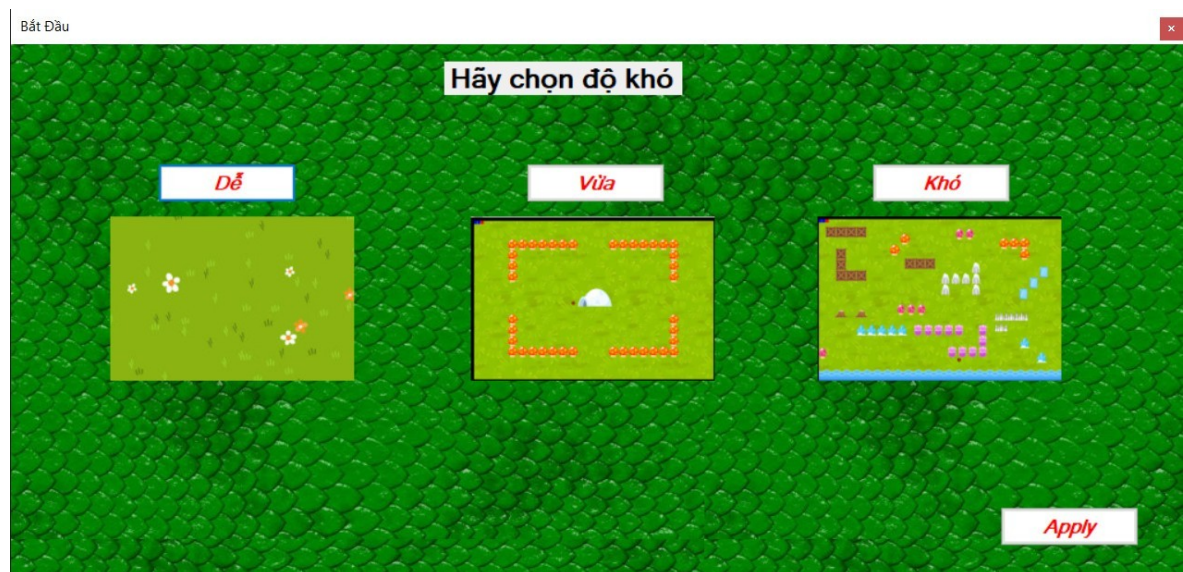 Bắt Đầu
Hãy chọn độ khó
Dễ
Vừa
Khó
Apply